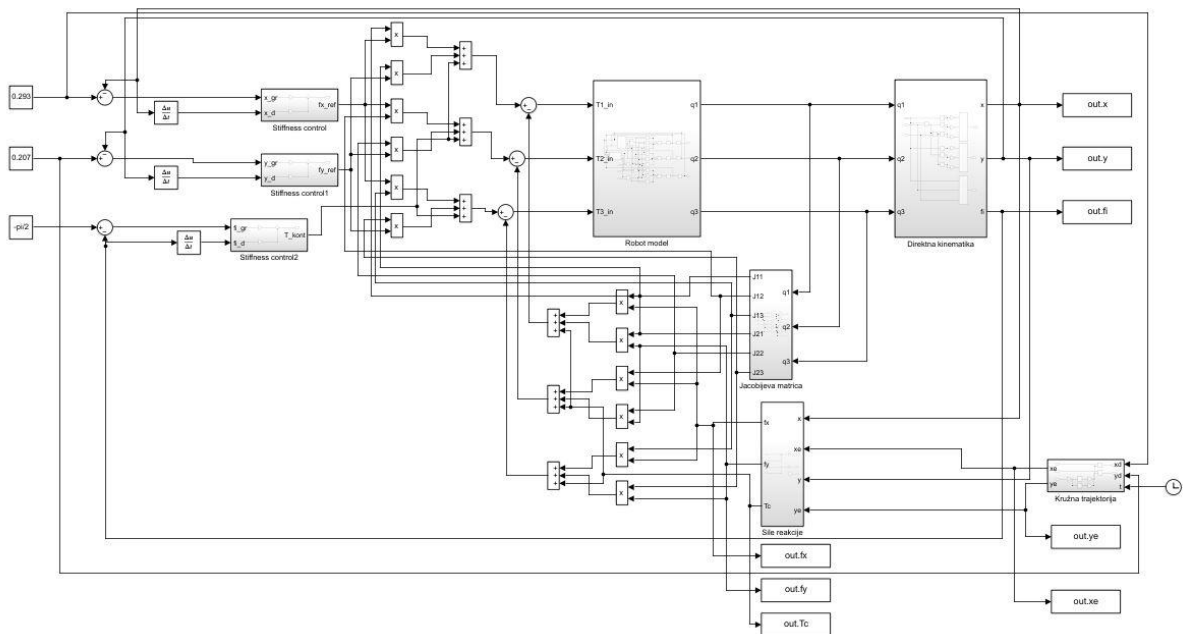 0.293
0.207
-pi/2
Δu
Δt
Δu
Δt
Δu
Δt
x_gr
x_d
fx_ref
Stiffness control
y_gr
y_d
fy_ref
Stiffness control1
fi_gr
fi_d
T_kont
Stiffness control2
x
x
x
x
x
x
T1_in
T2_in
T3_in
q1
q2
q3
Robot model
q1
q2
q3
x
y
fi
Direktna kinematika
out.x
out.y
out.fi
J11
J12
J13
J21
J22
J23
q1
q2
q3
Jacobijeva matrica
x
x
x
x
x
x
fx
fy
Tc
x
xe
y
ye
Sile reakcije
xe
ye
xd
yd
t
Kružna trajektorija
out.ye
out.xe
out.fx
out.fy
out.Tc